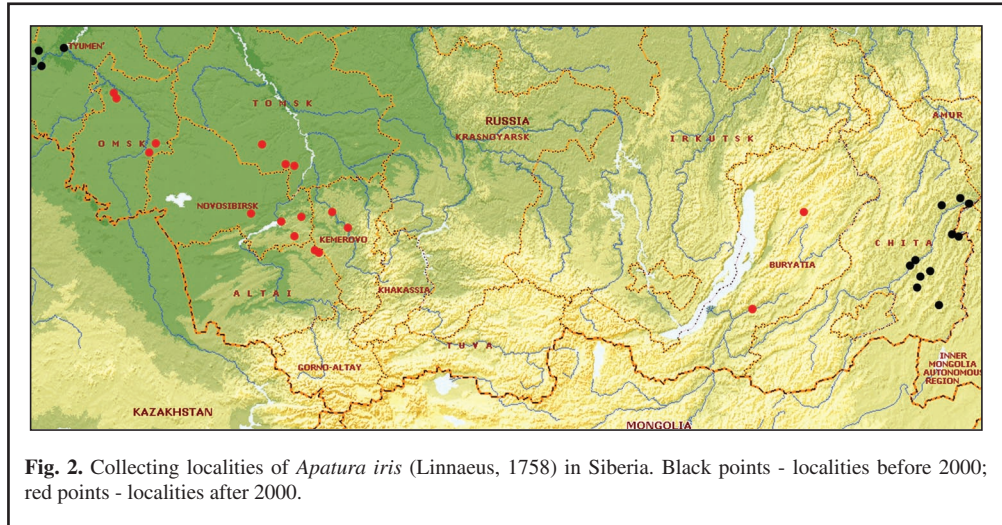 TYUMEN'
TOMSK
OMSK
RUSSIA
KRASNOYARSK
IRKUTSK
AMUR
NOVOSIBIRSK
KEMEROVO
CHITA
BURYATIA
ALTAI
KHAKASSIA
TUVA
GORNO-ALTAY
INNER
MONGOLIA
AUTONOMOUS
REGION
KAZAKHSTAN
MONGOLIA
Fig. 2. Collecting localities of Apatura iris (Linnaeus, 1758) in Siberia. Black points - localities before 2000;
red points - localities after 2000.